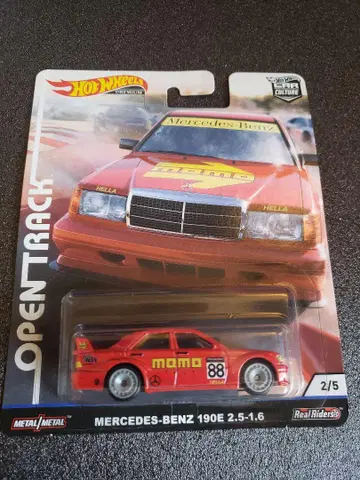 Hot Wheels
PREMIUM
CAR
CULTURE
Mercedes-Benz
HELLA
momo
HELLA
OPEN TRACK
momo
88
HELLA
2/5
METAL/METAL
MERCEDES-BENZ 190E 2.5-1.6
Real Riders